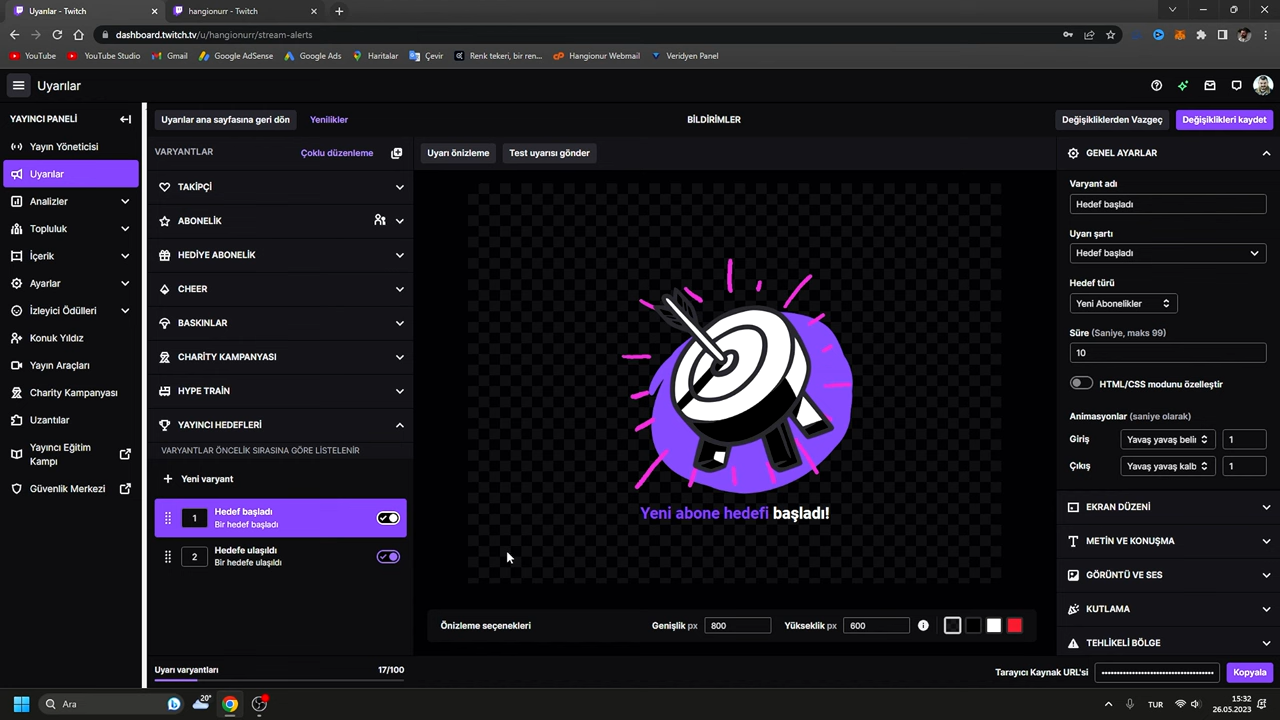 Uyarılar - Twitch
hangionurr - Twitch
dashboard.twitch.tv/u/hangionurr/stream-alerts
YouTube
YouTube Studio
Gmail
Google AdSense
Google Ads
Haritalar
Çevir
Renk tekeri, bir ren...
Hangionur Webmail
Veridyen Panel
Uyarılar
YAYINCI PANELİ
Yayın Yöneticisi
Uyarılar
Analizler
Topluluk
İçerik
Ayarlar
İzleyici Ödülleri
Konuk Yıldız
Yayın Araçları
Charity Kampanyası
Uzantılar
Yayıncı Eğitim
Kampı
Güvenlik Merkezi
Uyarılar ana sayfasına geri dön
Yenilikler
BİLDİRİMLER
Değişikliklerden Vazgeç
Değişiklikleri kaydet
VARYANTLAR
Çoklu düzenleme
TAKİPÇİ
ABONELİK
HEDİYE ABONELİK
CHEER
BASKINLAR
CHARITY KAMPANYASI
HYPE TRAIN
YAYINCI HEDEFLERİ
VARYANTLAR ÖNCELİK SIRASINA GÖRE LİSTELENİR
Yeni varyant
1
Hedef başladı
Bir hedef başladı
2
Hedefe ulaşıldı
Bir hedefe ulaşıldı
Uyarı varyantları
17/100
Uyarı önizleme
Test uyarısı gönder
Yeni abone hedefi başladı!
Önizleme seçenekleri
Genişlik px
800
Yükseklik px
600
GENEL AYARLAR
Varyant adı
Hedef başladı
Uyarı şartı
Hedef başladı
Hedef türü
Yeni Abonelikler
Süre (Saniye, maks 99)
10
HTML/CSS modunu özelleştir
Animasyonlar (saniye olarak)
Giriş
Yavaş yavaş belir
1
Çıkış
Yavaş yavaş kalb
1
EKRAN DÜZENİ
METİN VE KONUŞMA
GÖRÜNTÜ VE SES
KUTLAMA
TEHLİKELİ BÖLGE
Tarayıcı Kaynak URL'si
Kopyala
Ara
20°
TUR
15:32
26.05.2023